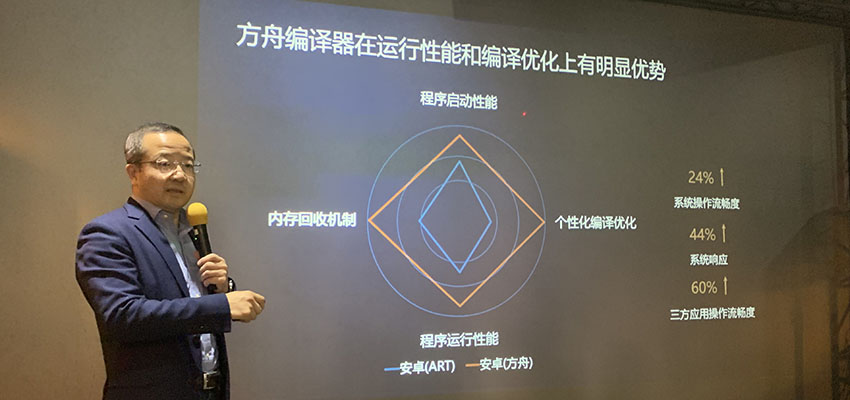 方舟编译器在运行性能和编译优化上有明显优势
程序启动性能
内存回收机制
个性化编译优化
程序运行性能
安卓(ART) 安卓(方舟)
24%↑
系统操作流畅度
44%↑
系统响应
60%↑
三方应用操作流畅度